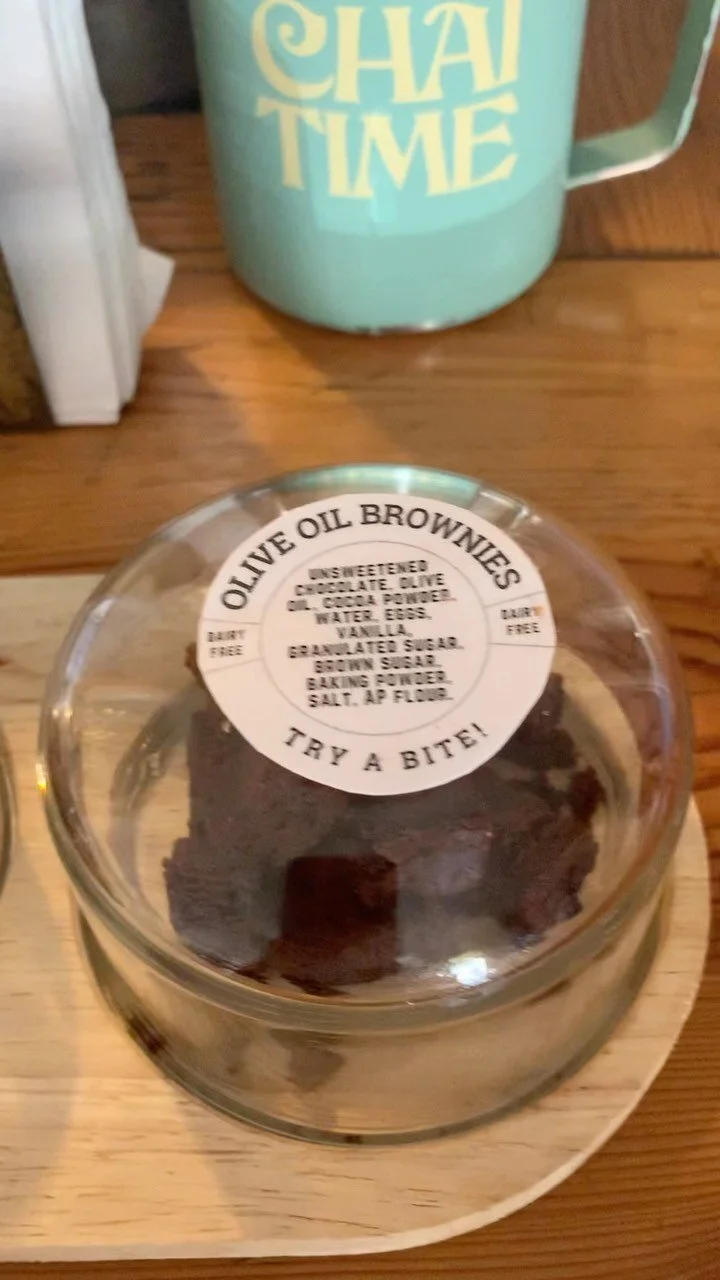 CHAI
TIME
OLIVE OIL BROWNIES
UNSWEETENED
CHOCOLATE, OLIVE
OIL, COCOA POWDER,
WATER, EGGS,
VANILLA,
GRANULATED SUGAR,
BROWN SUGAR,
BAKING POWDER,
SALT, AP FLOUR.
DAIRY
FREE
DAIRY
FREE
TRY A BITE!